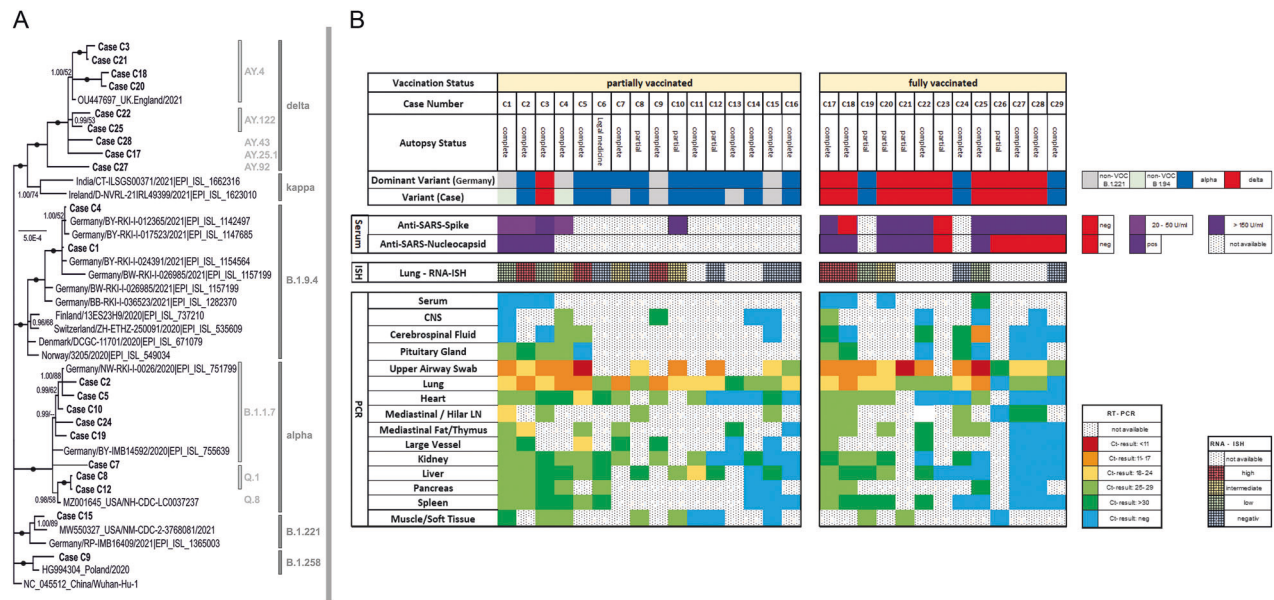 A
Case C3
Case C21
1.00/52
Case C18
Case C20
OU447697_UK.England/2021
AY.4
delta
Case C22
0.99/53
Case C25
AY.122
Case C28
AY.43
Case C17
AY.25.1
Case C27
AY.92
India/CT-ILSGS00371/2021|EPI_ISL_1662316
kappa
1.00/74
Ireland/D-NVRL-21IRL49399/2021|EPI_ISL_1623010
Case C4
1.00/52
Germany/BY-RKI-I-012365/2021|EPI_ISL_1142497
Germany/BY-RKI-I-017523/2021|EPI_ISL_1147685
5.0E-4
Case C1
Germany/BY-RKI-I-024391/2021|EPI_ISL_1154564
Germany/BW-RKI-I-026985/2021|EPI_ISL_1157199
B.1.9.4
Germany/BW-RKI-I-026985/2021|EPI_ISL_1157199
Germany/BB-RKI-I-036523/2021|EPI_ISL_1282370
Finland/13ES23H9/2020|EPI_ISL_737210
0.96/68
Switzerland/ZH-ETHZ-250091/2020|EPI_ISL_535609
Denmark/DCGC-11701/2020|EPI_ISL_671079
Norway/3205/2020|EPI_ISL_549034
Germany/NW-RKI-I-0026/2020|EPI_ISL_751799
1.00/88
Case C2
0.99/62
Case C5
Case C10
B.1.1.7
0.99/
Case C24
Case C19
alpha
Germany/BY-IMB14592/2020|EPI_ISL_755639
Case C7
Case C8
Q.1
Case C12
0.98/58
MZ001645_USA/NH-CDC-LC0037237
Q.8
Case C15
1.00/89
MW550327_USA/NM-CDC-2-3768081/2021
B.1.221
Germany/RP-IMB16409/2021|EPI_ISL_1365003
Case C9
HG994304_Poland/2020
B.1.258
NC_045512_China/Wuhan-Hu-1
B
Vaccination Status partially vaccinated fully vaccinated
Case Number C1 C2 C3 C4 C5 C6 C7 C8 C9 C10 C11 C12 C13 C14 C15 C16 C17 C18 C19 C20 C21 C22 C23 C24 C25 C26 C27 C28 C29
Autopsy Status complete complete complete complete complete Legal medicine complete partial complete partial complete partial complete complete complete complete complete complete partial complete partial complete partial complete complete partial complete complete complete
Dominant Variant (Germany)
Variant (Case)
non-VOC B.1.221
non-VOC B.1.9.4
alpha
delta
Serum
Anti-SARS-Spike
neg
20 - 50 U/ml
> 150 U/ml
Anti-SARS-Nucleocapsid
neg
pos
not available
ISH
Lung - RNA-ISH
PCR
Serum
CNS
Cerebrospinal Fluid
Pituitary Gland
Upper Airway Swab
Lung
Heart
Mediastinal / Hilar LN
Mediastinal Fat/Thymus
Large Vessel
Kidney
Liver
Pancreas
Spleen
Muscle/Soft Tissue
RT- PCR
not available
Ct-result: <11
Ct-result: 11-17
Ct-result: 18-24
Ct-result: 25-29
Ct-result: >30
Ct-result: neg
RNA - ISH
not available
high
intermediate
low
negativ